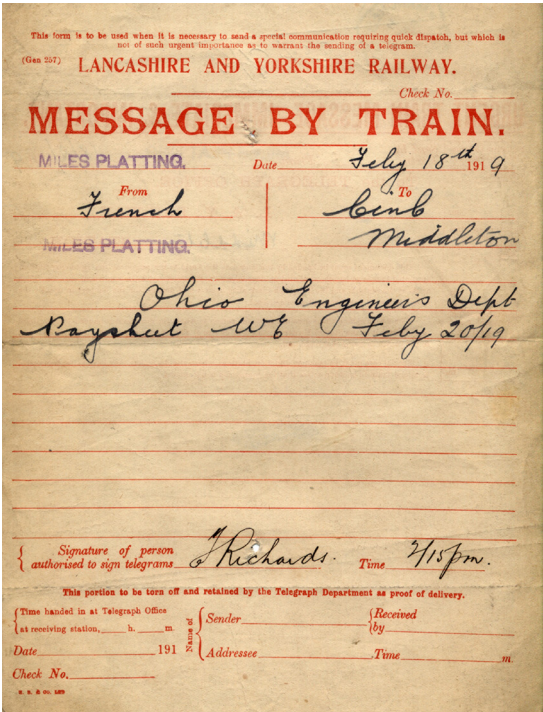 This form is to be used when it is necessary to send a special communication requiring quick dispatch, but which is
not of such urgent importance as to warrant the sending of a telegram.
(Gen 257)
LANCASHIRE AND YORKSHIRE RAILWAY.
Check No.
MESSAGE BY TRAIN.
MILES PLATTING.
Date Feby 18th 1919
From To
French
Middleton
MILES PLATTING.
Ohio Engineers Dept
Paysheet WE Feby 20/19
Signature of person
authorised to sign telegrams
J Richards.
Time 2/15pm.
This portion to be torn off and retained by the Telegraph Department as proof of delivery.
Time handed in at Telegraph Office
at receiving station, h. m.
Date 191
Check No.
Name of
Sender
Addressee
Received
by
Time m